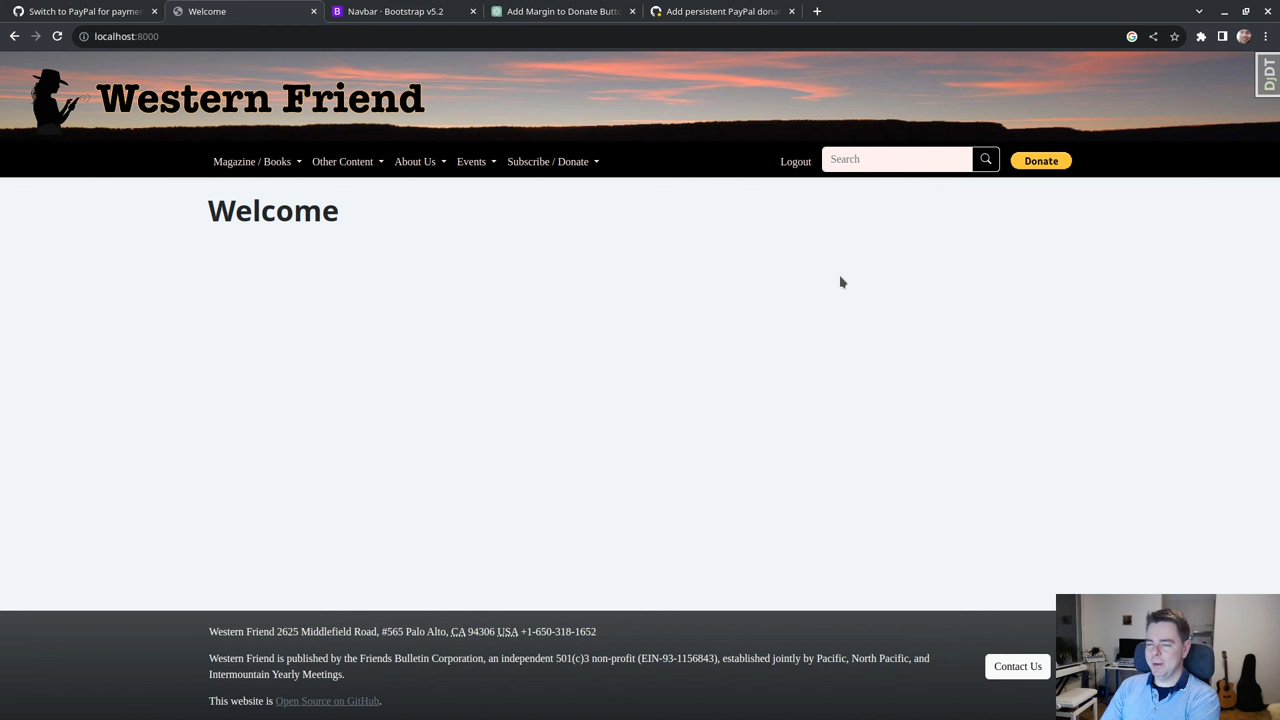 Switch to PayPal for paymen
Welcome
Navbar · Bootstrap v5.2
Add Margin to Donate Butto
Add persistent PayPal dona
localhost:8000
Western Friend
DjDT
Magazine / Books
Other Content
About Us
Events
Subscribe / Donate
Logout
Search
Donate
Welcome
Western Friend 2625 Middlefield Road, #565 Palo Alto, CA 94306 USA +1-650-318-1652
Western Friend is published by the Friends Bulletin Corporation, an independent 501(c)3 non-profit (EIN-93-1156843), established jointly by Pacific, North Pacific, and
Intermountain Yearly Meetings.
Contact Us
This website is Open Source on GitHub.